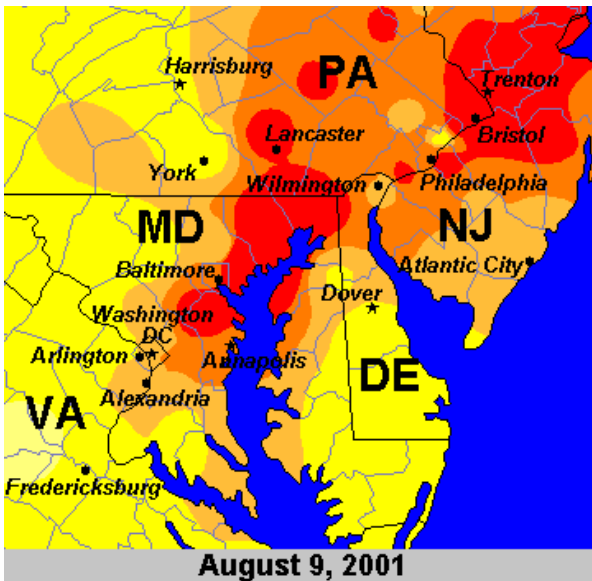 Harrisburg
PA
Trenton
Lancaster
Bristol
York
Wilmington
Philadelphia
MD
NJ
Baltimore
Atlantic City
Dover
Washington
DC
Arlington
Annapolis
DE
Alexandria
VA
Fredericksburg
August 9, 2001